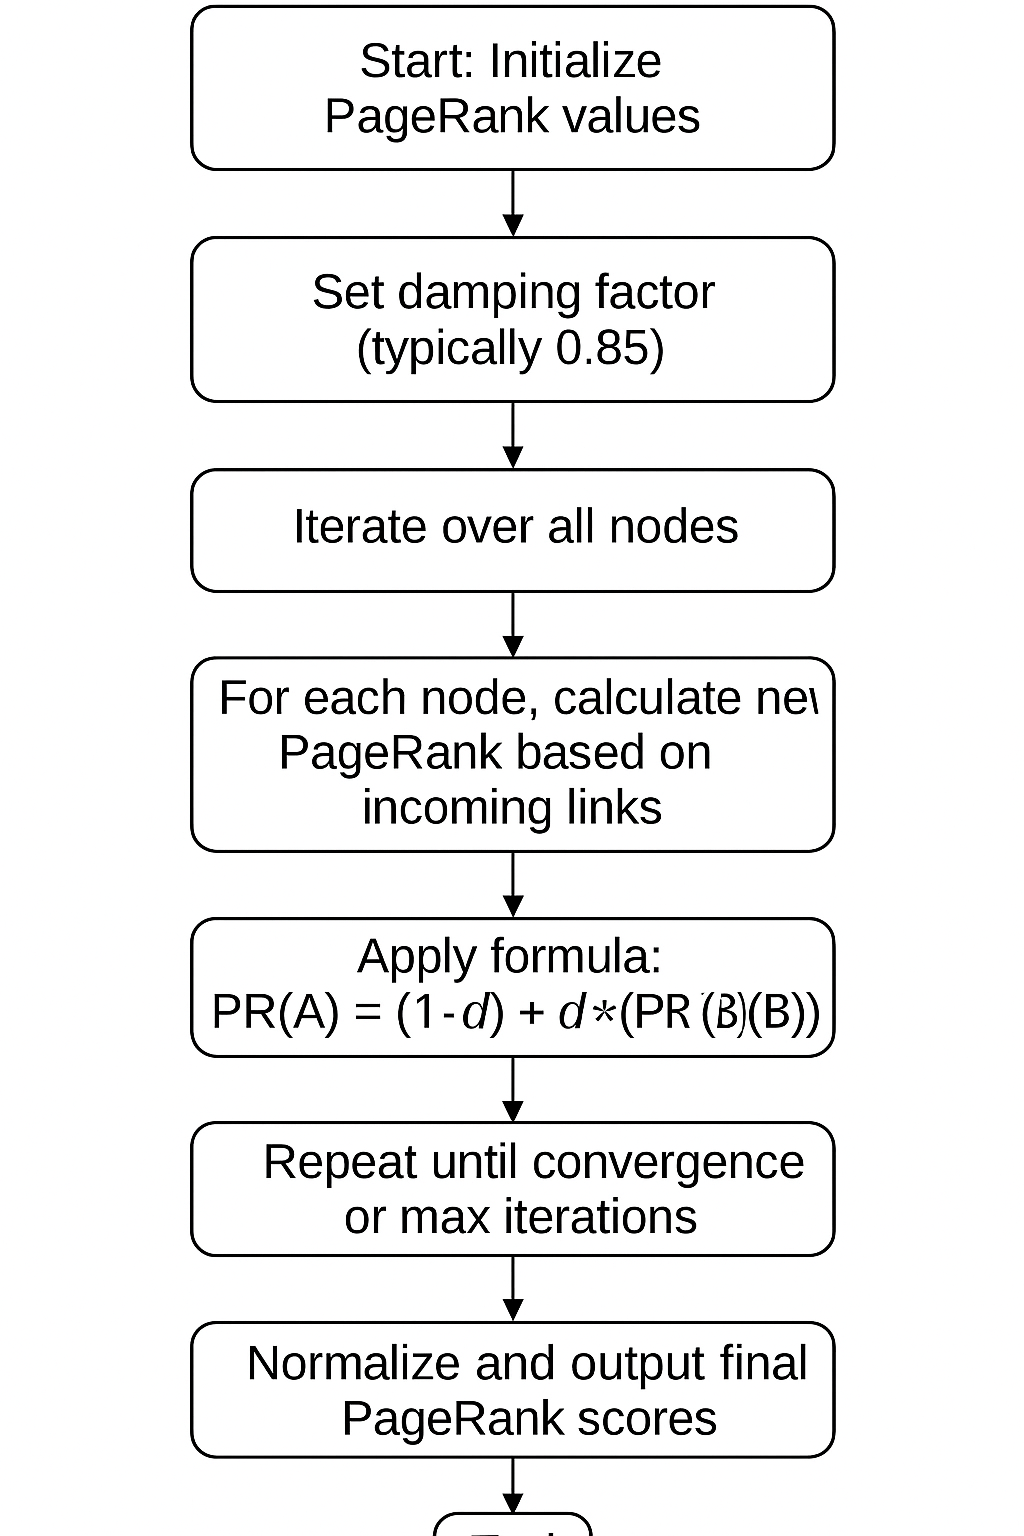 Start: Initialize
PageRank values
Set damping factor
(typically 0.85)
Iterate over all nodes
For each node, calculate
PageRank based on
incoming links
Apply formula:
PR(A) = (1-d) + d*(PR(B)(B))
Repeat until convergence
or max iterations
Normalize and output final
PageRank scores